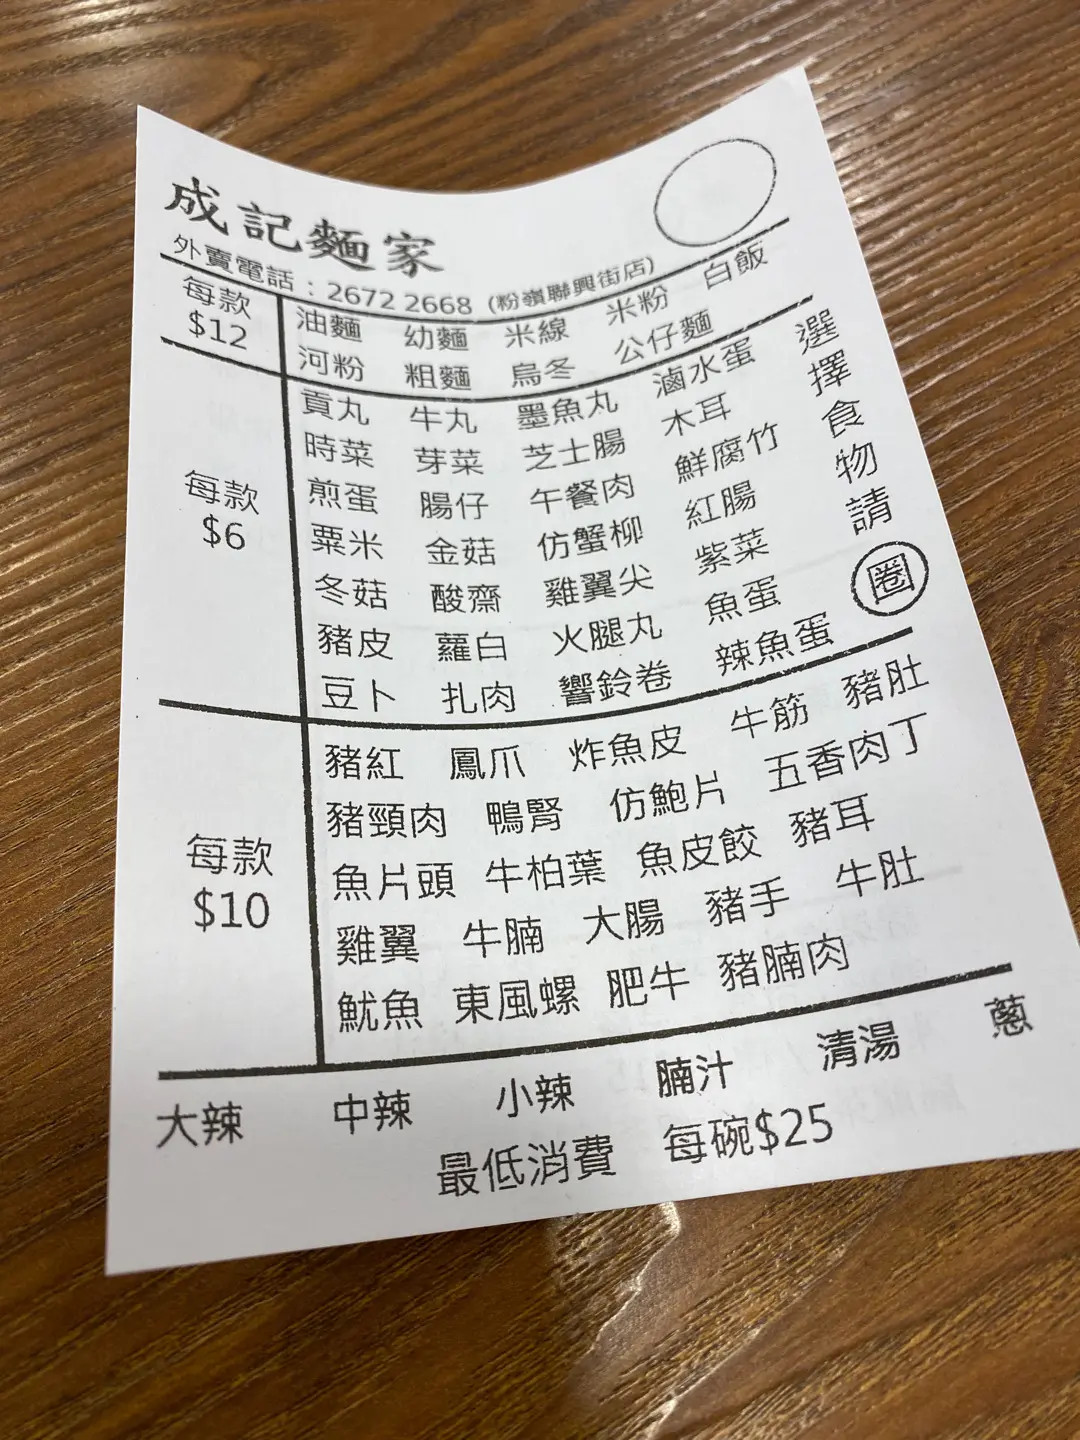 成記麵家
外賣電話：2672 2668 (粉嶺聯興街店)
每款
$12
油麵 幼麵 米線 米粉 白飯
河粉 粗麵 烏冬 公仔麵
每款
$6
貢丸 牛丸 墨魚丸 滷水蛋
時菜 芽菜 芝士腸 木耳
煎蛋 腸仔 午餐肉 鮮腐竹
粟米 金菇 仿蟹柳 紅腸
冬菇 酸齋 雞翼尖 紫菜
豬皮 蘿白 火腿丸 魚蛋
豆卜 扎肉 響鈴卷 辣魚蛋
選擇食物請圈
每款
$10
豬紅 鳳爪 炸魚皮 牛筋 豬肚
豬頸肉 鴨腎 仿鮑片 五香肉丁
魚片頭 牛柏葉 魚皮餃 豬耳
雞翼 牛腩 大腸 豬手 牛肚
魷魚 東風螺 肥牛 豬腩肉
大辣 中辣 小辣 腩汁 清湯 蔥
最低消費 每碗$25